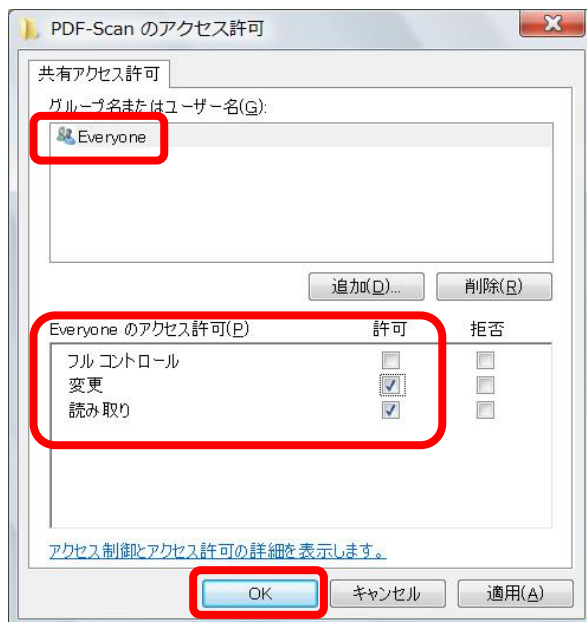 PDF-Scan のアクセス許可
共有アクセス許可
グループ名またはユーザー名(G):
Everyone
追加(D)... 削除(R)
Everyone のアクセス許可(P) 許可 拒否
フル コントロール
変更
読み取り
アクセス制御とアクセス許可の詳細を表示します。
OK キャンセル 適用(A)